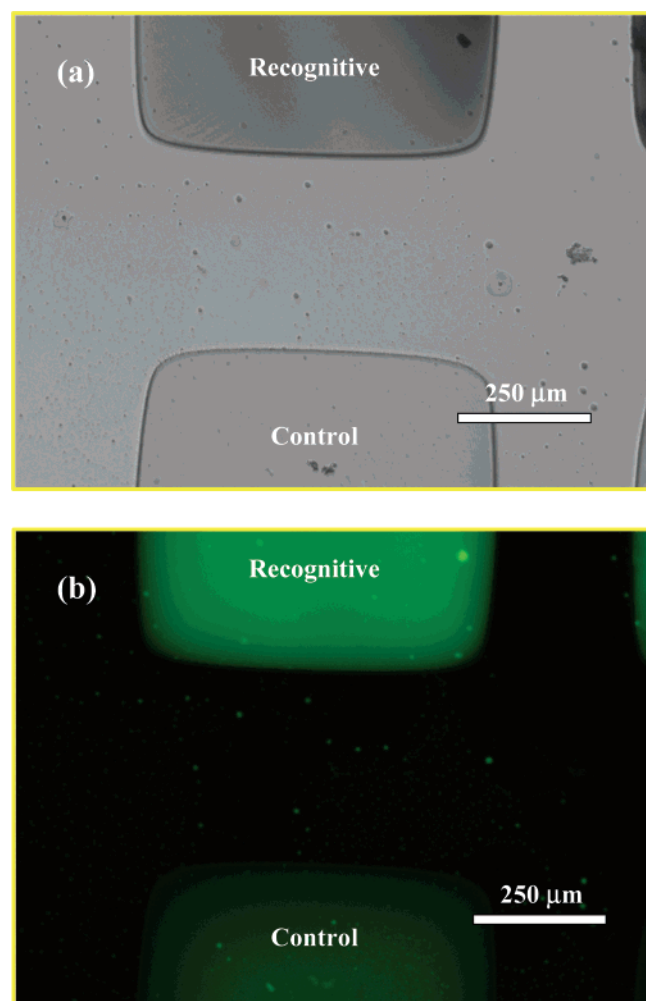 (a)
Recognitive
250 μm
Control
(b)
Recognitive
250 μm
Control